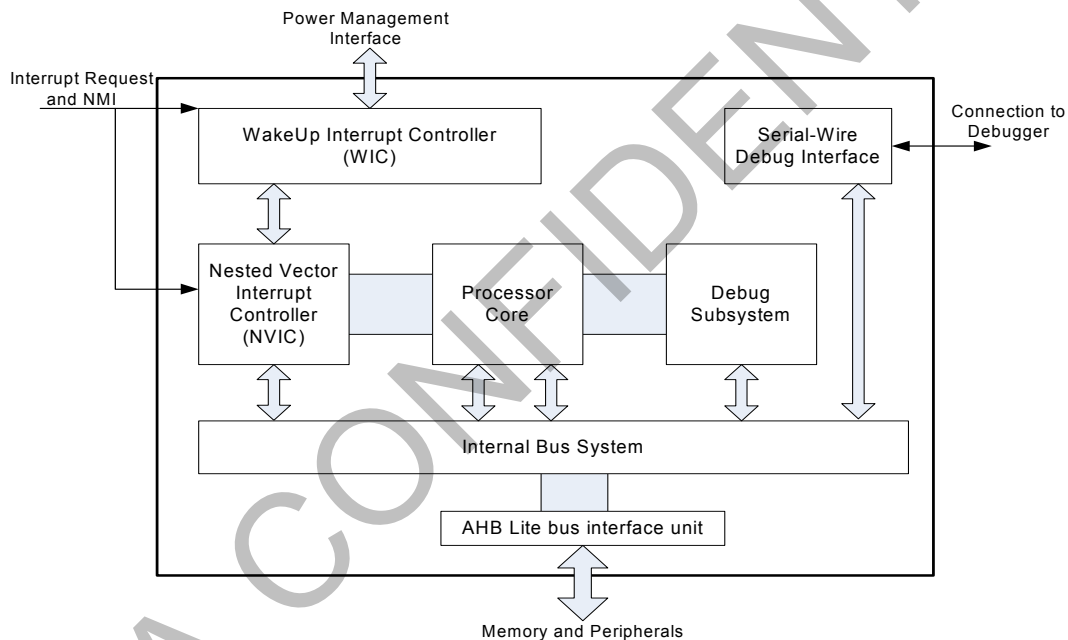 Power Management
Interface
Interrupt Request
and NMI
WakeUp Interrupt Controller
(WIC)
Serial-Wire
Debug Interface
Connection to
Debugger
Nested Vector
Interrupt
Controller
(NVIC)
Processor
Core
Debug
Subsystem
Internal Bus System
AHB Lite bus interface unit
Memory and Peripherals
A CONFIDENT